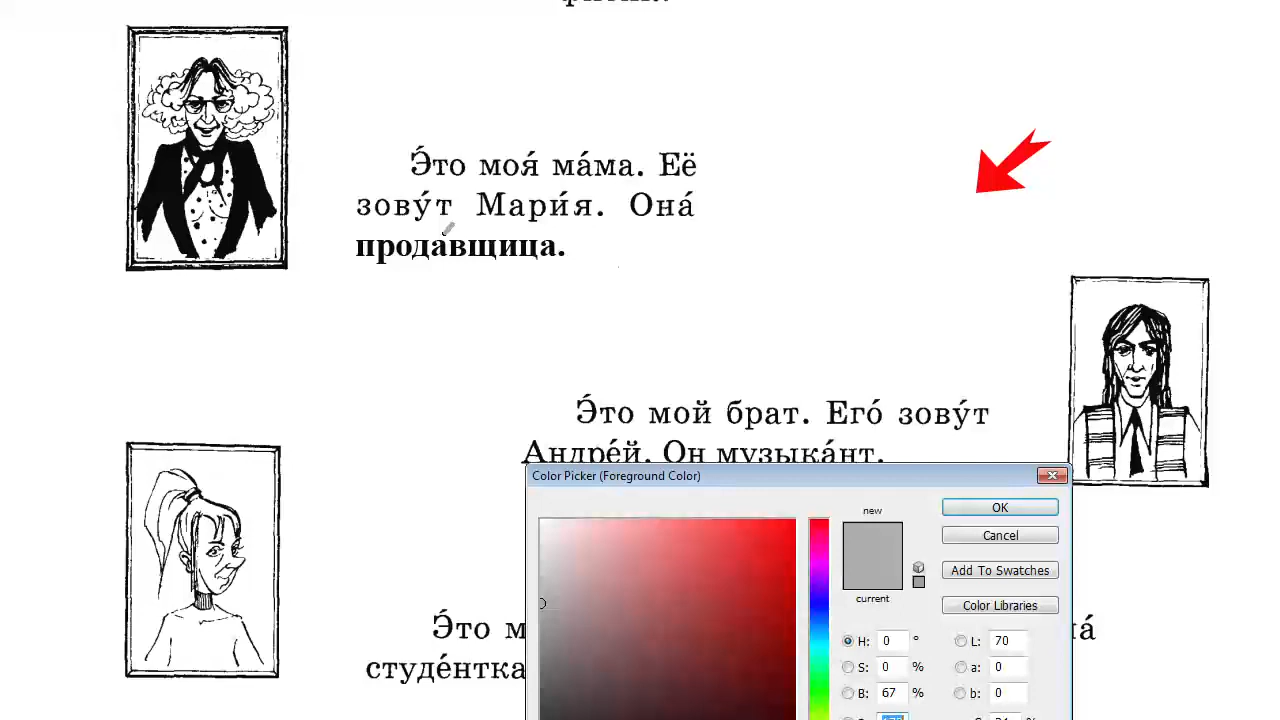 Э́то моя́ ма́ма. Её
зову́т Мари́я. Она́
прода́вщица.
Э́то мой брат. Его́ зову́т
Андре́й. Он музыка́нт.
Color Picker (Foreground Color)
new
OK
Cancel
Add To Swatches
current
Color Libraries
H: 0 °
L: 70
S: 0 %
a: 0
B: 67 %
b: 0
Э́то м
студе́нтка